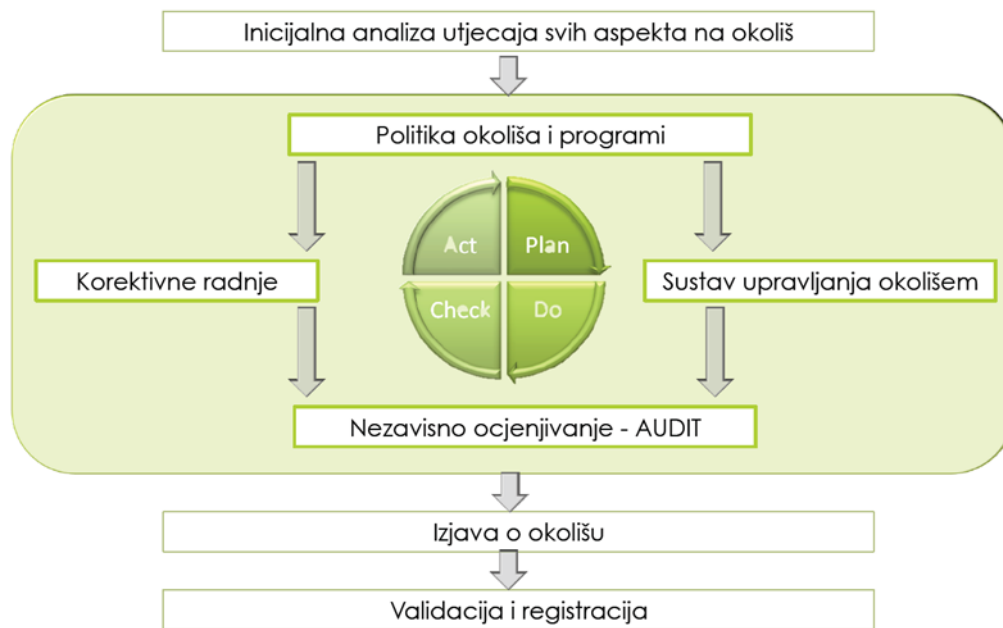 Inicijalna analiza utjecaja svih aspekta na okoliš
Politika okoliša i programi
Act
Plan
Korektivne radnje
Sustav upravljanja okolišem
Check
Do
Nezavisno ocjenjivanje - AUDIT
Izjava o okolišu
Validacija i registracija